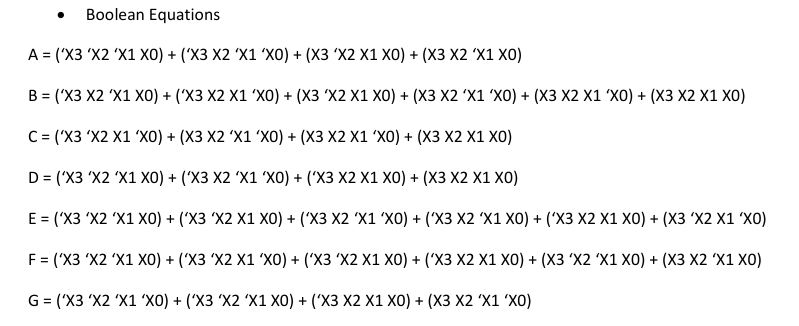 • Boolean Equations
A = (‘X3 ‘X2 ‘X1 X0) + (‘X3 X2 ‘X1 ‘X0) + (X3 ‘X2 X1 X0) + (X3 X2 ‘X1 X0)
B = (‘X3 X2 ‘X1 X0) + (‘X3 X2 X1 ‘X0) + (X3 ‘X2 X1 X0) + (X3 X2 ‘X1 ‘X0) + (X3 X2 X1 ‘X0) + (X3 X2 X1 X0)
C = (‘X3 ‘X2 X1 ‘X0) + (X3 X2 ‘X1 ‘X0) + (X3 X2 X1 ‘X0) + (X3 X2 X1 X0)
D = (‘X3 ‘X2 ‘X1 X0) + (‘X3 X2 ‘X1 ‘X0) + (‘X3 X2 X1 X0) + (X3 X2 X1 X0)
E = (‘X3 ‘X2 ‘X1 X0) + (‘X3 ‘X2 X1 X0) + (‘X3 X2 ‘X1 ‘X0) + (‘X3 X2 ‘X1 X0) + (‘X3 X2 X1 X0) + (X3 ‘X2 X1 ‘X0)
F = (‘X3 ‘X2 ‘X1 X0) + (‘X3 ‘X2 X1 ‘X0) + (‘X3 ‘X2 X1 X0) + (‘X3 X2 X1 X0) + (X3 ‘X2 ‘X1 X0) + (X3 X2 ‘X1 X0)
G = (‘X3 ‘X2 ‘X1 ‘X0) + (‘X3 ‘X2 ‘X1 X0) + (‘X3 X2 X1 X0) + (X3 X2 ‘X1 ‘X0)